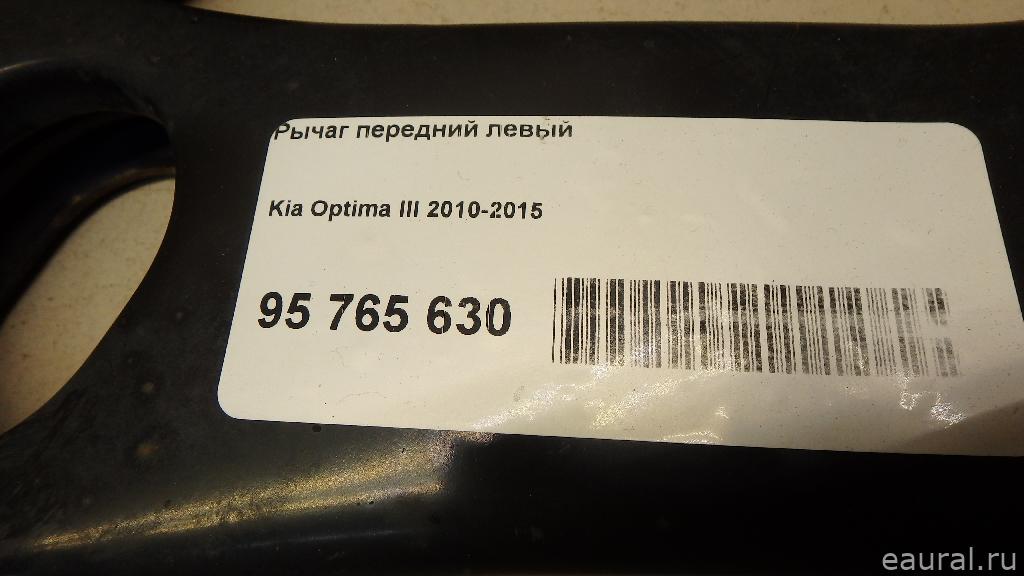 Рычаг передний левый
Kia Optima III 2010-2015
95 765 630
eaural.ru